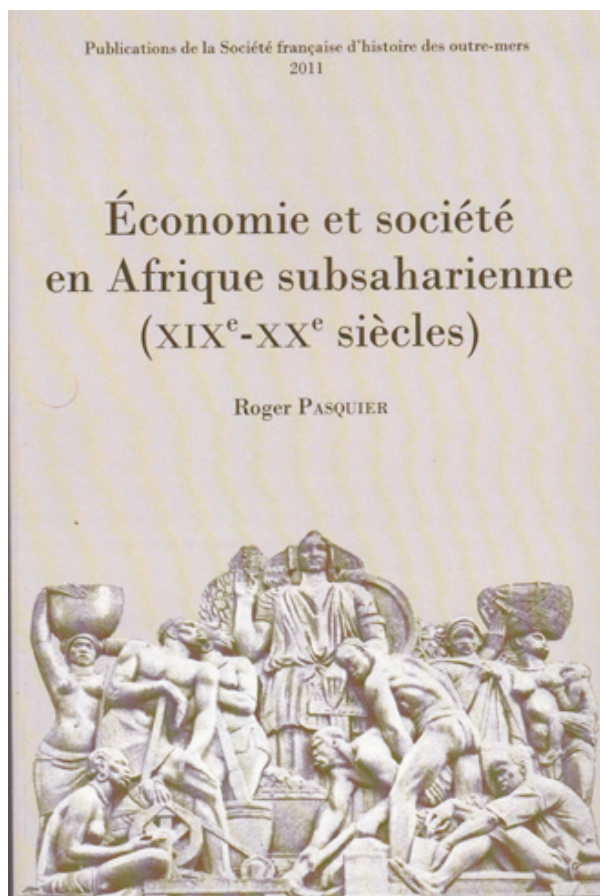 Publications de la Société française d'histoire des outre-mers
2011
Économie et société
en Afrique subsaharienne
(XIXe-XXe siècles)
Roger PASQUIER